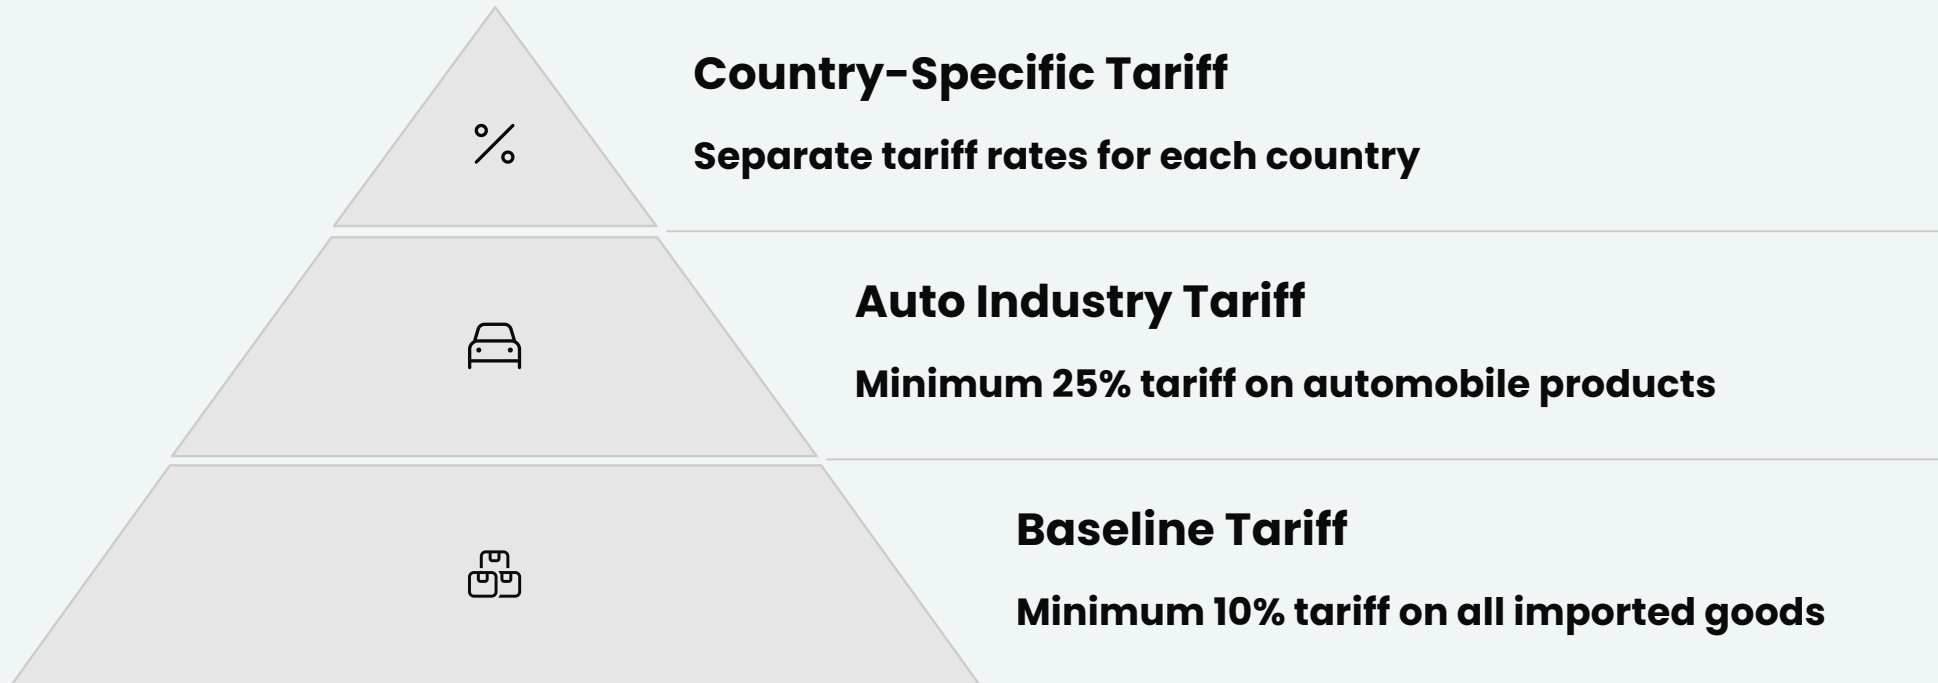 Country-Specific Tariff
Separate tariff rates for each country
Auto Industry Tariff
Minimum 25% tariff on automobile products
Baseline Tariff
Minimum 10% tariff on all imported goods